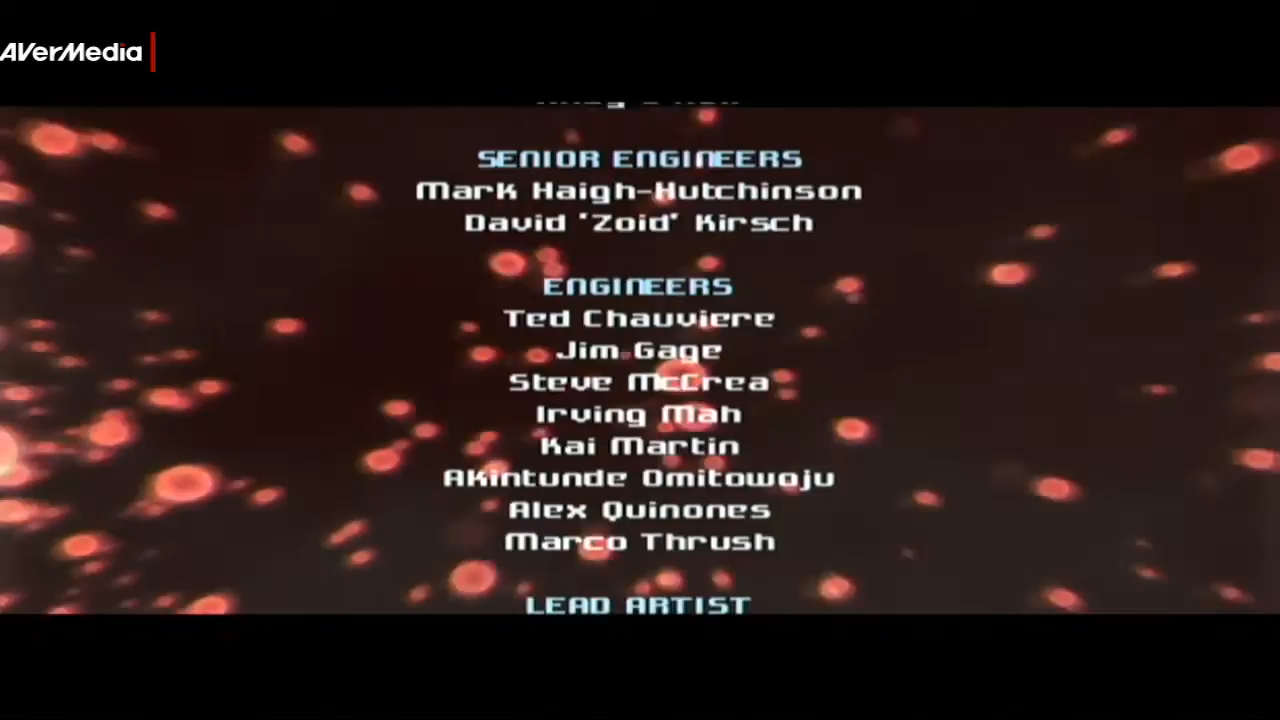 AVerMedia
SENIOR ENGINEERS
Mark Haigh-Hutchinson
David 'Zoid' Kirsch
ENGINEERS
Ted Chauviere
Jim Gage
Steve McCrea
Irving Mah
Kai Martin
Akintunde Omitowoju
Alex Quinones
Marco Thrush
LEAD ARTIST